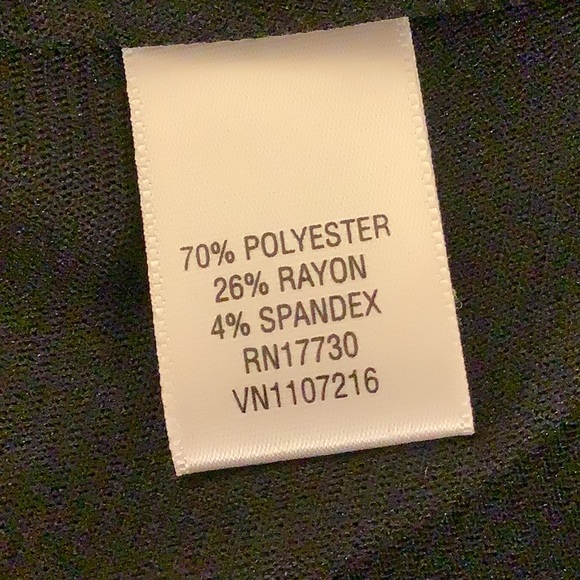 70% POLYESTER
26% RAYON
4% SPANDEX
RN17730
VN1107216